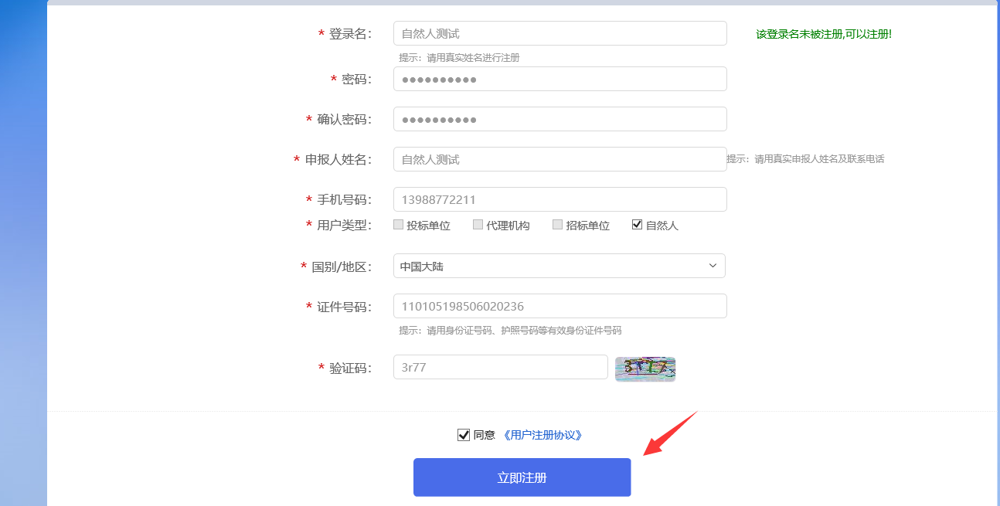 * 登录名： 自然人测试 该登录名未被注册,可以注册!
提示：请用真实姓名进行注册
* 密码： ●●●●●●●●●●
* 确认密码： ●●●●●●●●●●
* 申报人姓名： 自然人测试 提示：请用真实申报人姓名及联系电话
* 手机号码： 13988772211
* 用户类型： 投标单位 代理机构 招标单位 自然人
* 国别/地区： 中国大陆
* 证件号码： 110105198506020236
提示：请用身份证号码、护照号码等有效身份证件号码
* 验证码： 3r77
同意 《用户注册协议》
立即注册